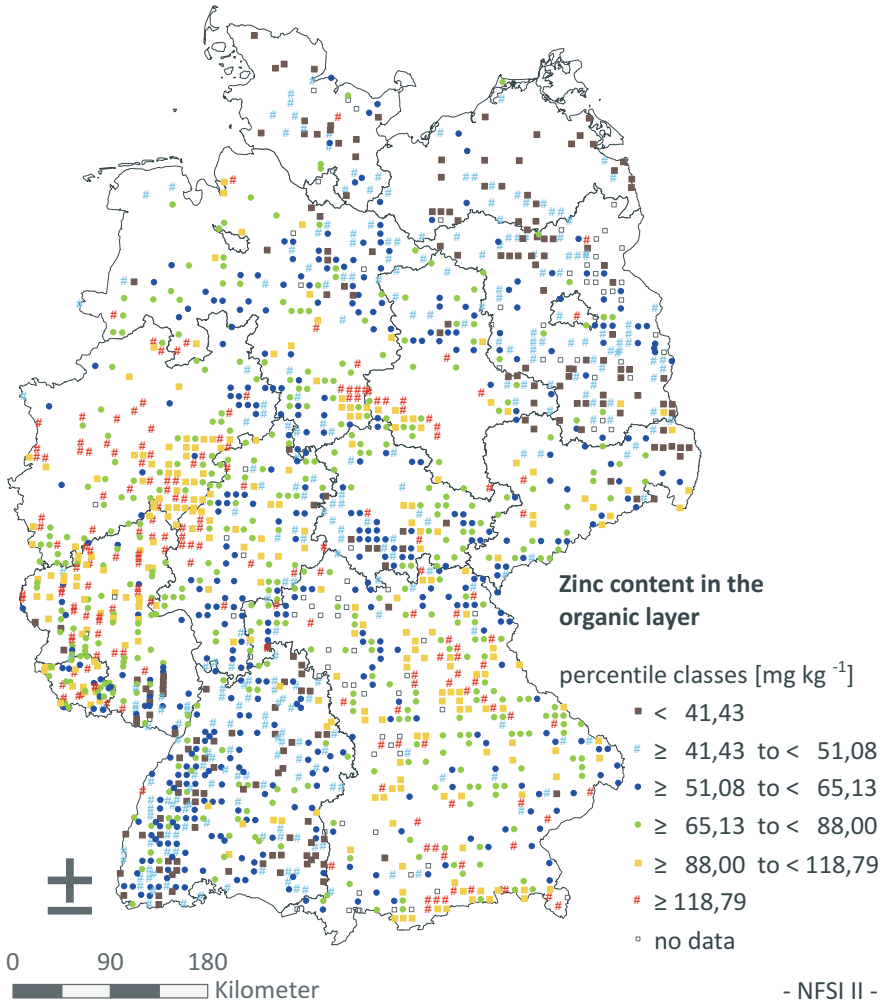 Zinc content in the
organic layer
percentile classes [mg kg -1]
< 41,43
≥ 41,43 to < 51,08
≥ 51,08 to < 65,13
≥ 65,13 to < 88,00
≥ 88,00 to < 118,79
≥ 118,79
no data
0 90 180
Kilometer
- NFSI II -